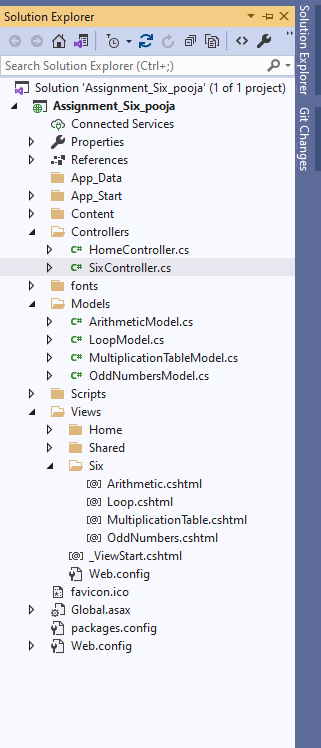 Solution Explorer
Search Solution Explorer (Ctrl+;)
Solution 'Assignment_Six_pooja' (1 of 1 project)
Assignment_Six_pooja
Connected Services
Properties
References
App_Data
App_Start
Content
Controllers
C# HomeController.cs
C# SixController.cs
fonts
Models
C# ArithmeticModel.cs
C# LoopModel.cs
C# MultiplicationTableModel.cs
C# OddNumbersModel.cs
Scripts
Views
Home
Shared
Six
[@] Arithmetic.cshtml
[@] Loop.cshtml
[@] MultiplicationTable.cshtml
[@] OddNumbers.cshtml
[@] _ViewStart.cshtml
Web.config
favicon.ico
Global.asax
packages.config
Web.config
Solution Explorer
Git Changes